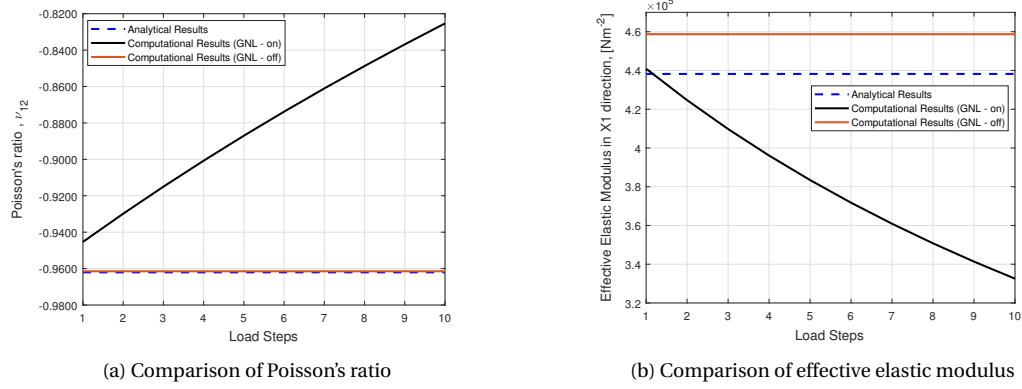 -0.8200
-0.8400
-0.8600
-0.8800
-0.9000
-0.9200
-0.9400
-0.9600
-0.9800
Poisson's ratio , ν12
Analytical Results
Computational Results (GNL - on)
Computational Results (GNL - off)
1 2 3 4 5 6 7 8 9 10
Load Steps
(a) Comparison of Poisson's ratio
×10⁵
4.6
4.4
4.2
4
3.8
3.6
3.4
3.2
Effective Elastic Modulus in X1 direction, [Nm⁻²]
Analytical Results
Computational Results (GNL - on)
Computational Results (GNL - off)
1 2 3 4 5 6 7 8 9 10
Load Steps
(b) Comparison of effective elastic modulus